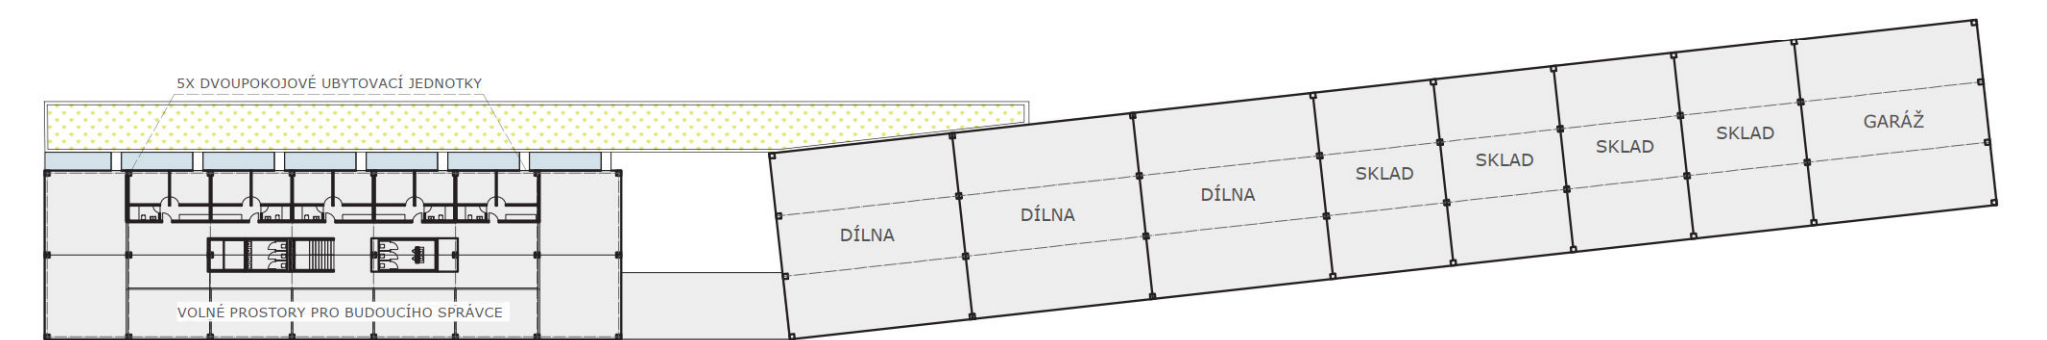 5X DVOUPOKOJOVÉ UBYTOVACÍ JEDNOTKY
VOLNÉ PROSTORY PRO BUDOUCÍHO SPRÁVCE
DÍLNA
DÍLNA
DÍLNA
SKLAD
SKLAD
SKLAD
SKLAD
GARÁŽ